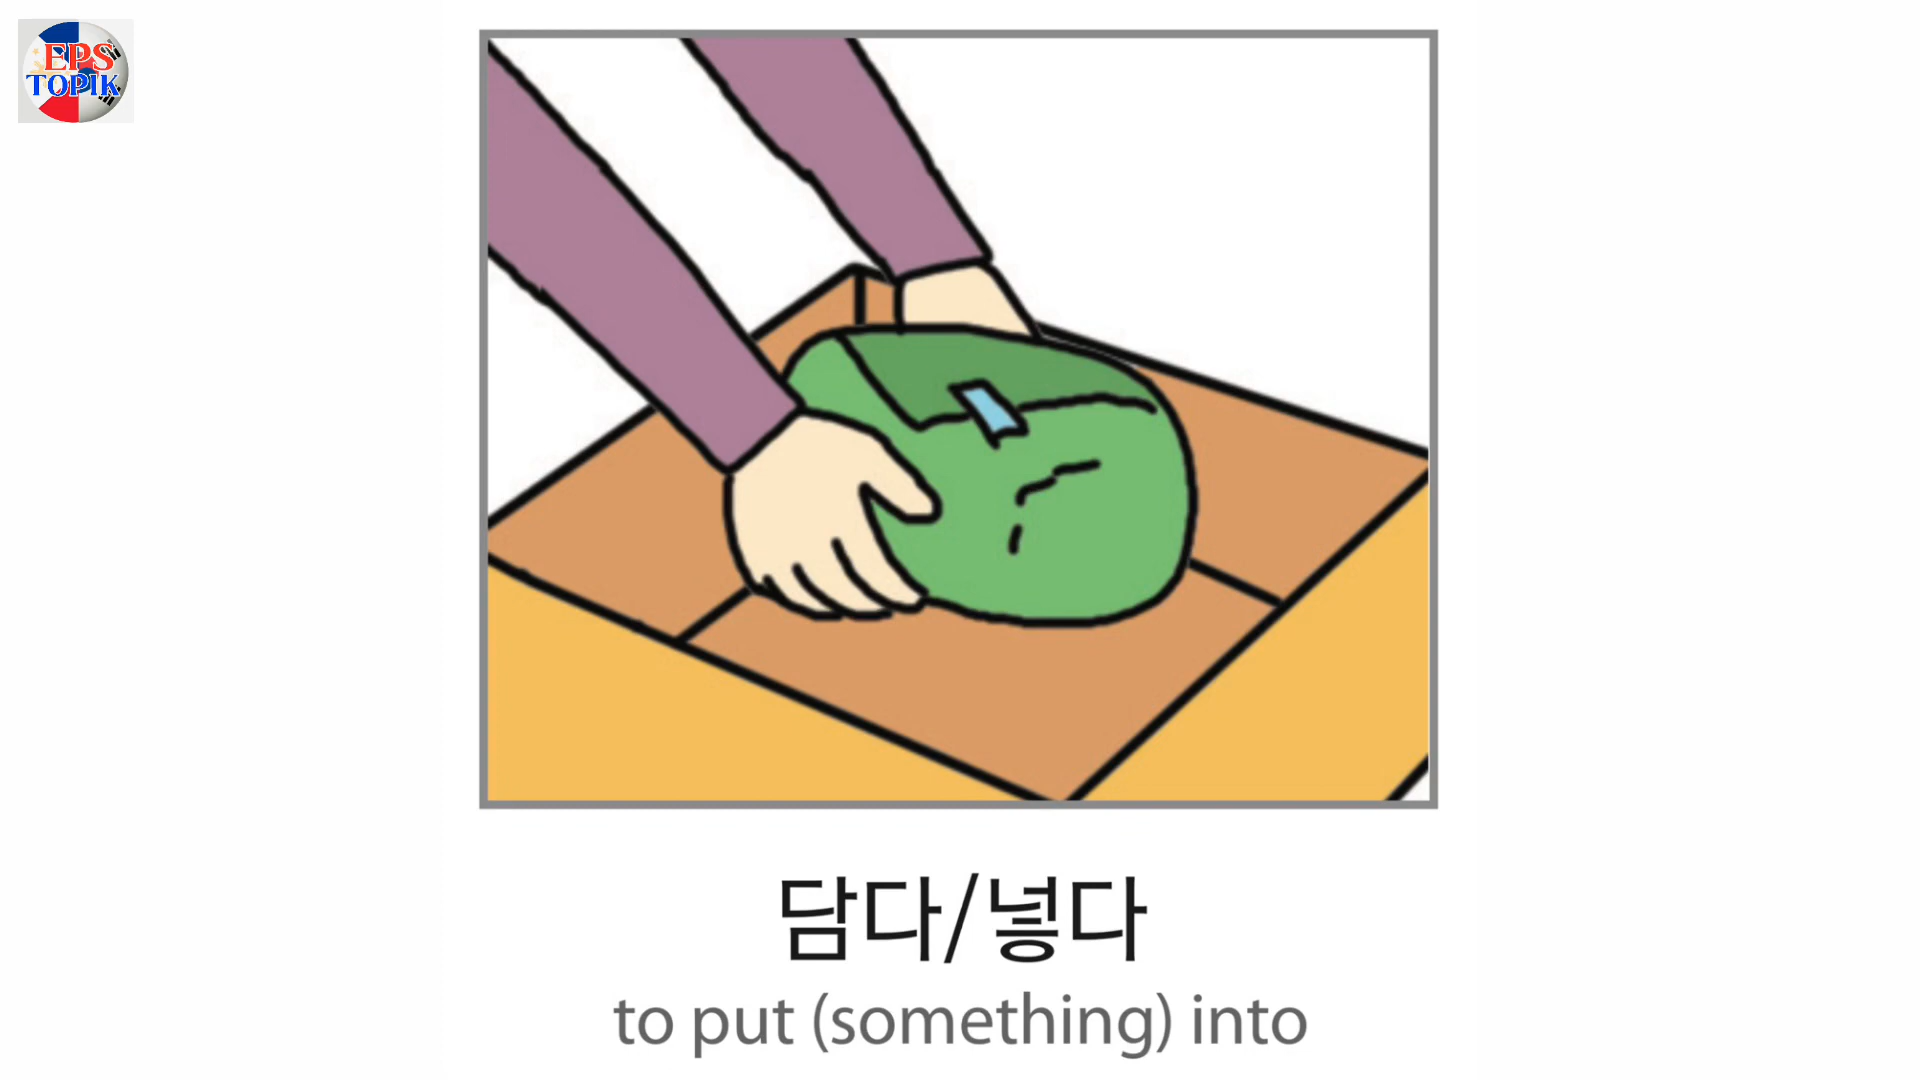 EPS
TOPIK
담다/넣다
to put (something) into